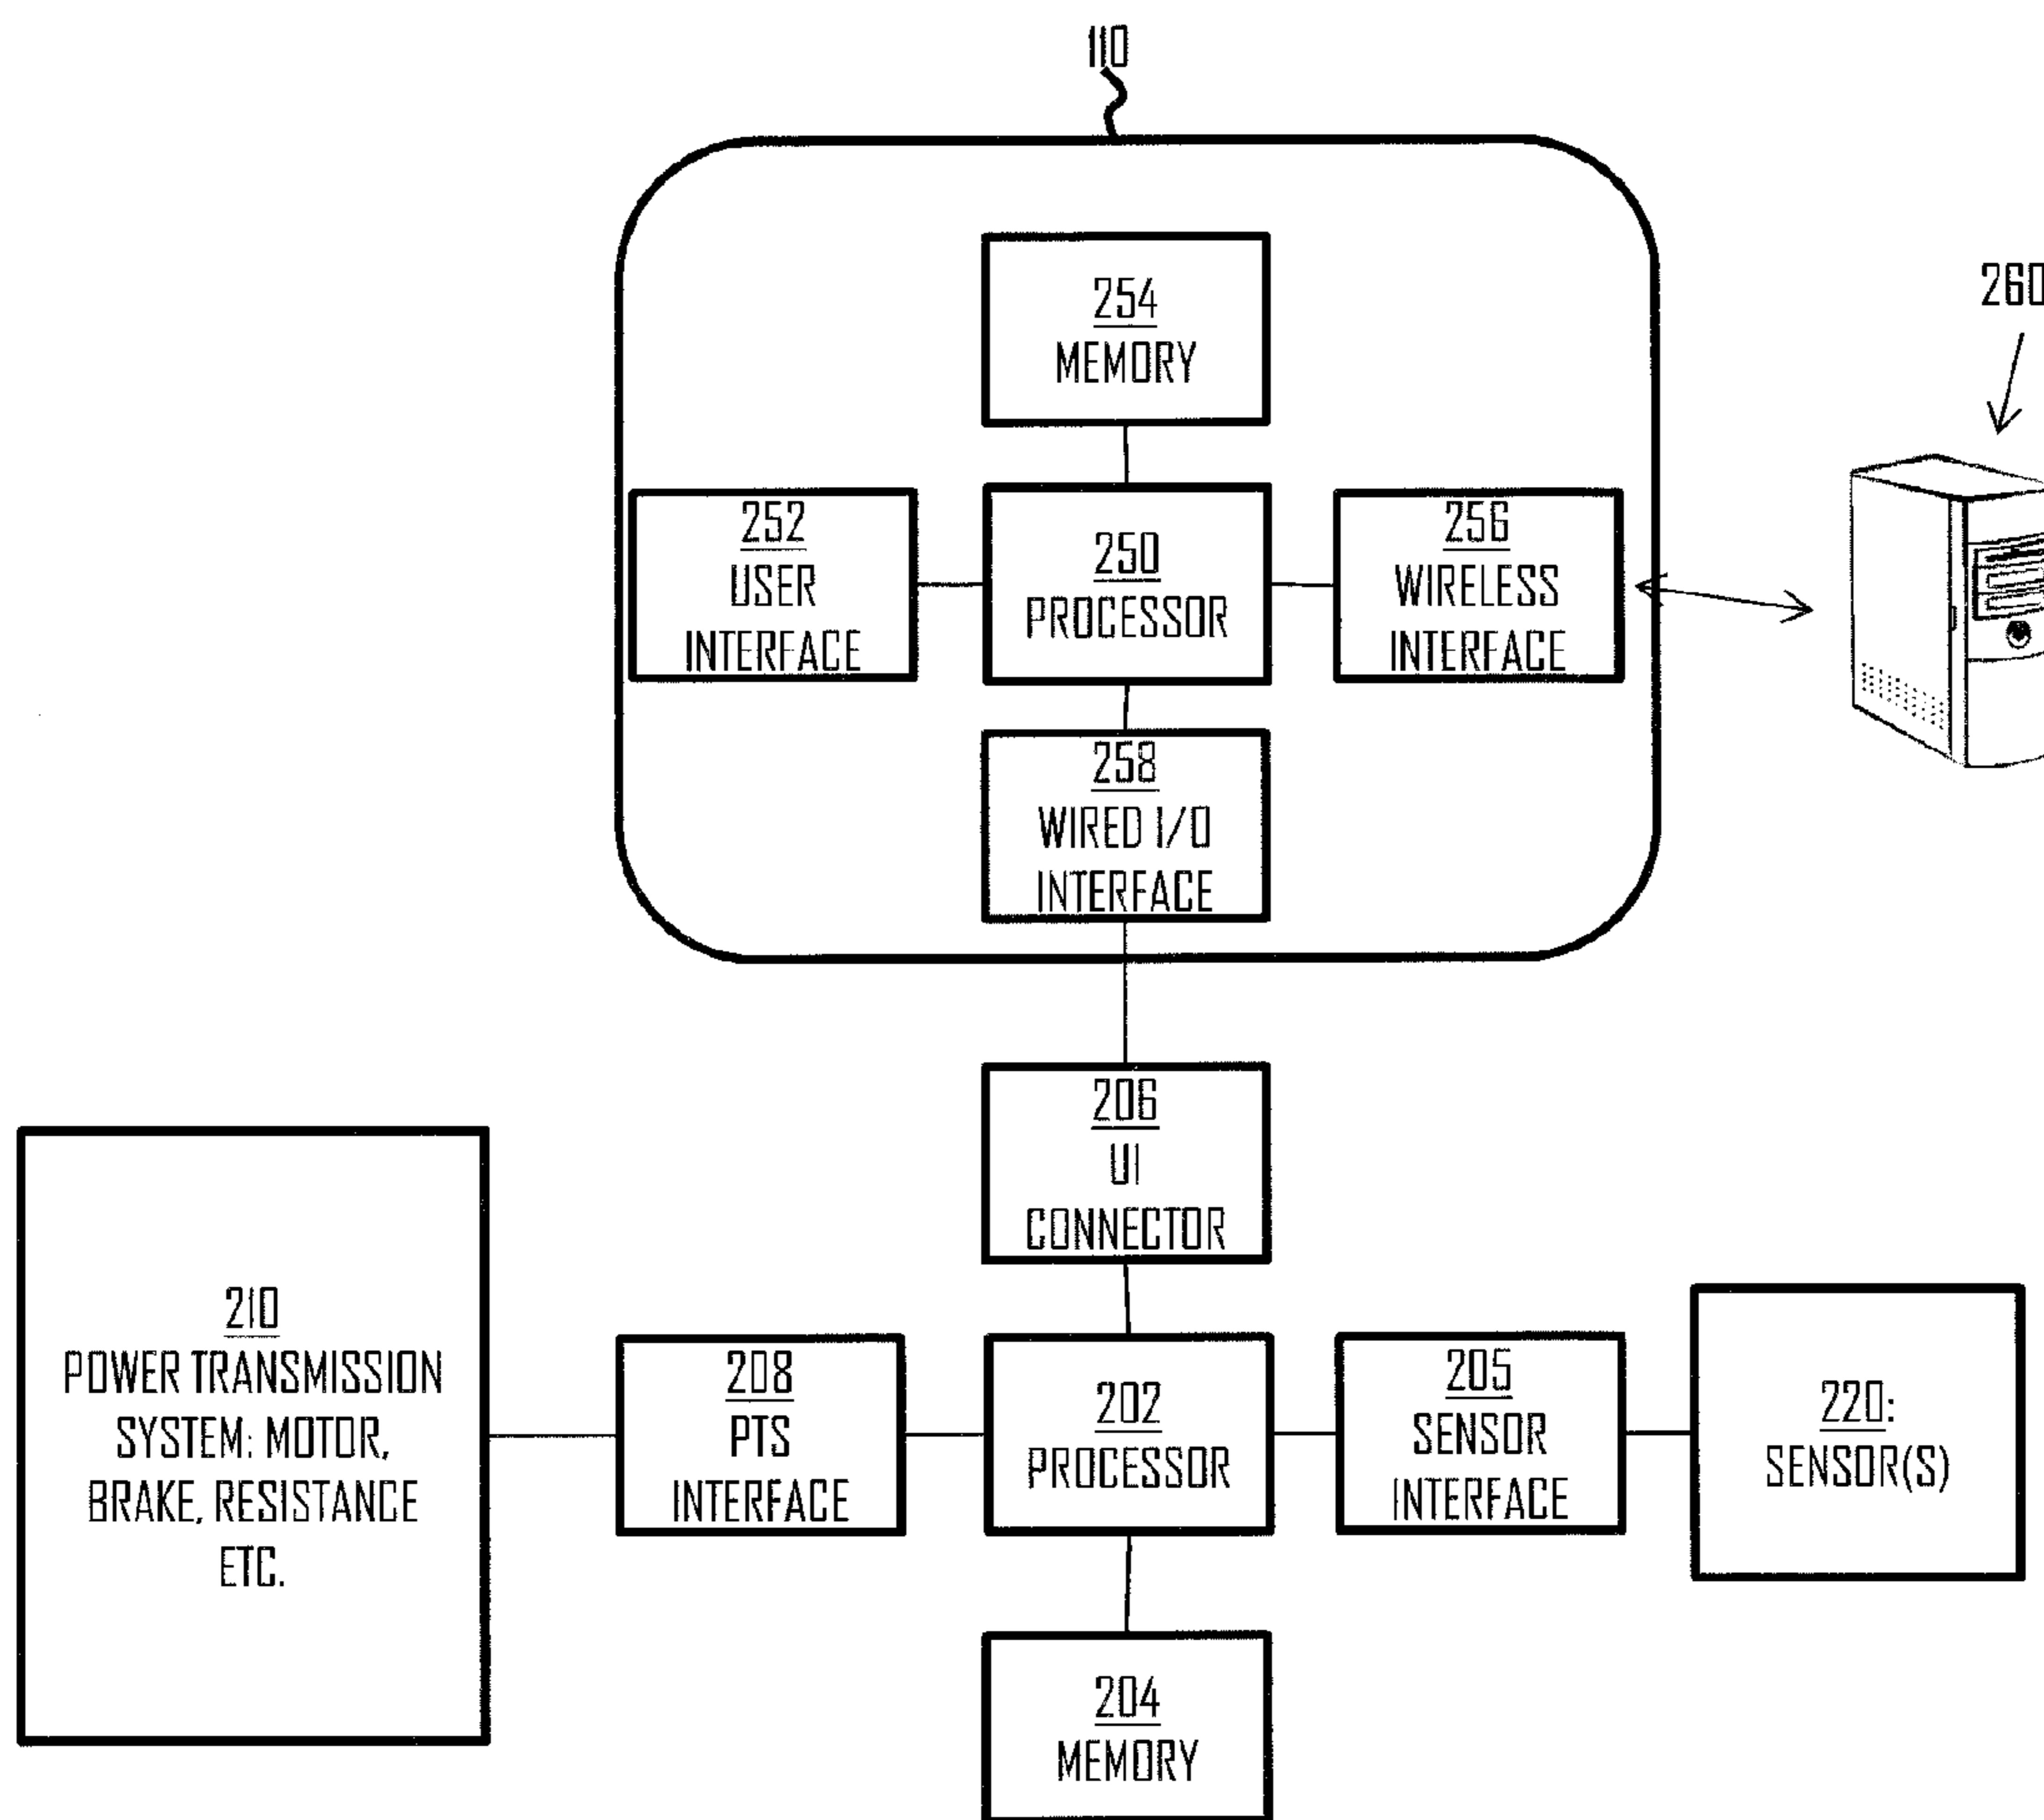 110
254
MEMORY
260
252
USER
INTERFACE
250
PROCESSOR
256
WIRELESS
INTERFACE
258
WIRED I/O
INTERFACE
206
UI
CONNECTOR
210
POWER TRANSMISSION
SYSTEM: MOTOR,
BRAKE, RESISTANCE
ETC.
208
PTS
INTERFACE
202
PROCESSOR
205
SENSOR
INTERFACE
220:
SENSOR(S)
204
MEMORY